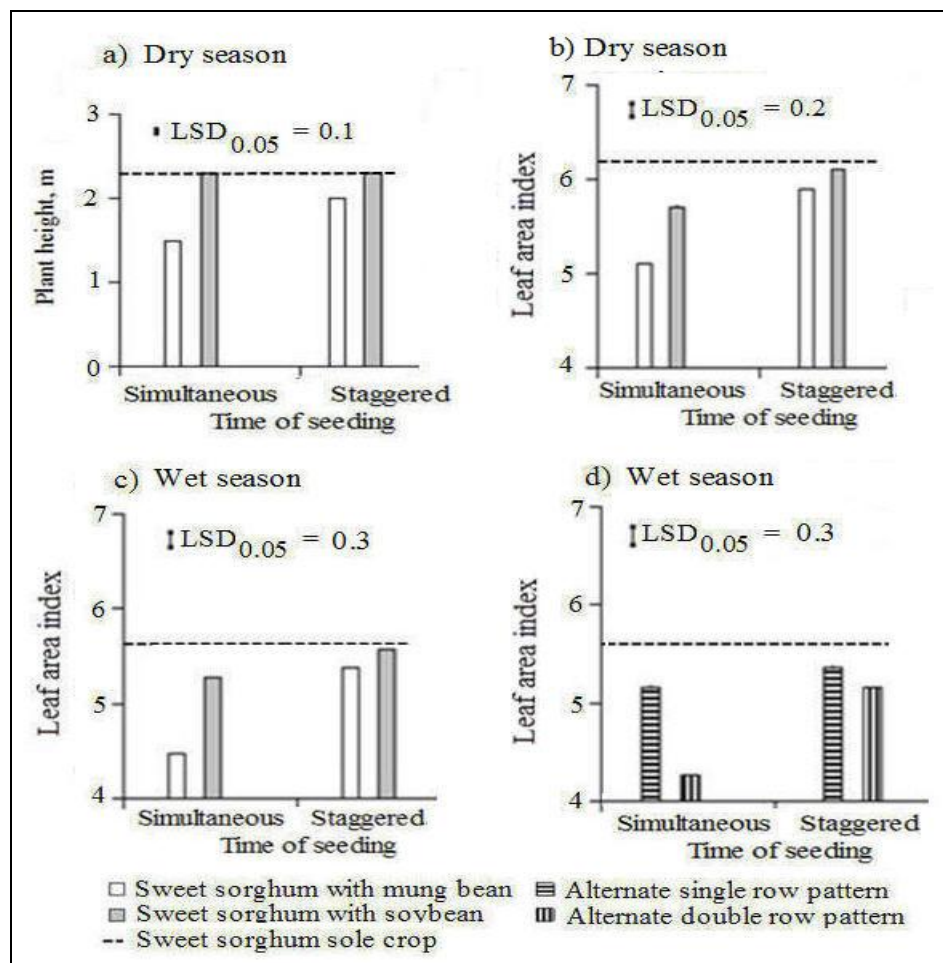 a) Dry season
3
LSD0.05 = 0.1
2
1
0
Plant height, m
Simultaneous Staggered
Time of seeding
b) Dry season
7
LSD0.05 = 0.2
6
5
4
Leaf area index
Simultaneous Staggered
Time of seeding
c) Wet season
7
LSD0.05 = 0.3
6
5
4
Leaf area index
Simultaneous Staggered
Time of seeding
d) Wet season
7
LSD0.05 = 0.3
6
5
4
Leaf area index
Simultaneous Staggered
Time of seeding
Sweet sorghum with mung bean
Sweet sorghum with soybean
Sweet sorghum sole crop
Alternate single row pattern
Alternate double row pattern